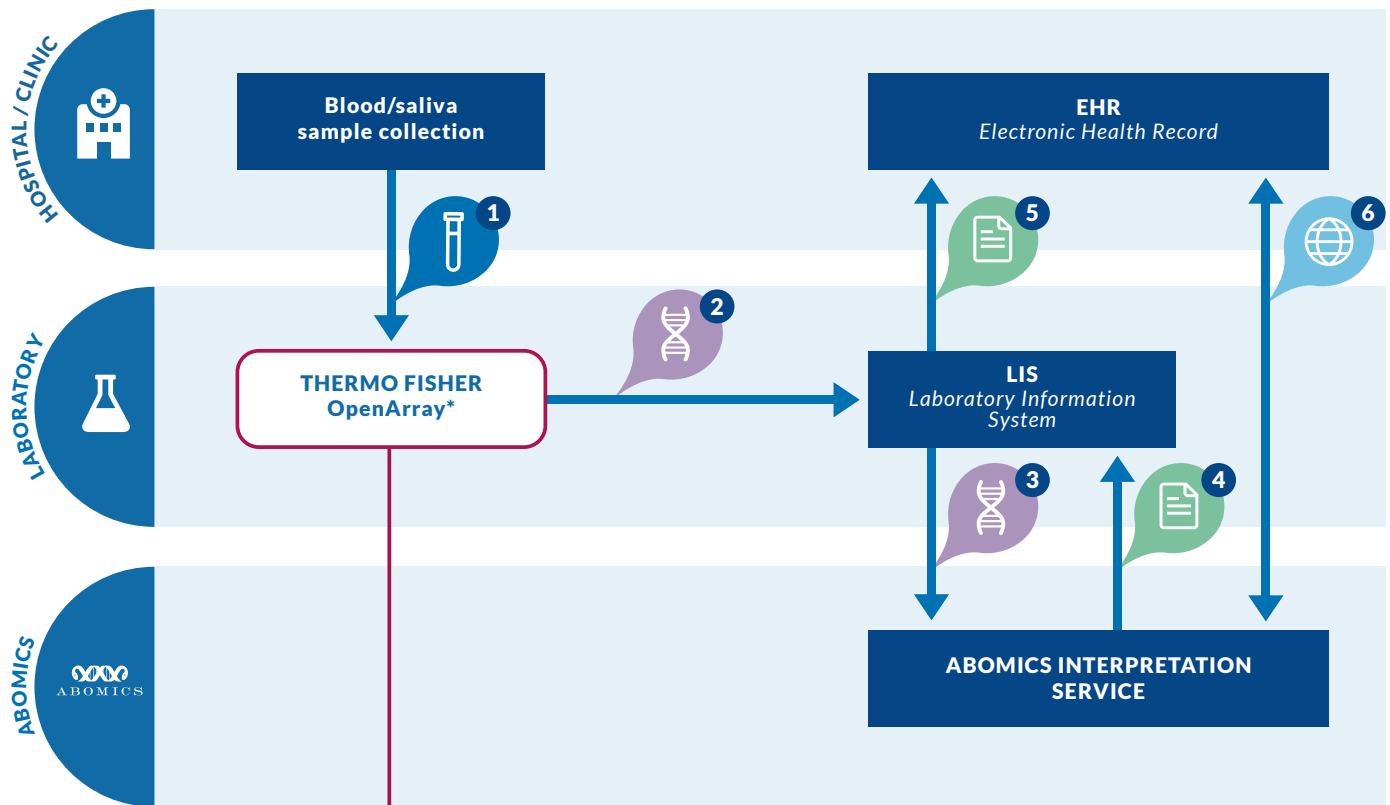 HOSPITAL / CLINIC
Blood/saliva
sample collection
EHR
Electronic Health Record
1
5
6
LABORATORY
2
THERMO FISHER
OpenArray*
LIS
Laboratory Information
System
3
4
ABOMICS
ABOMICS
ABOMICS INTERPRETATION
SERVICE